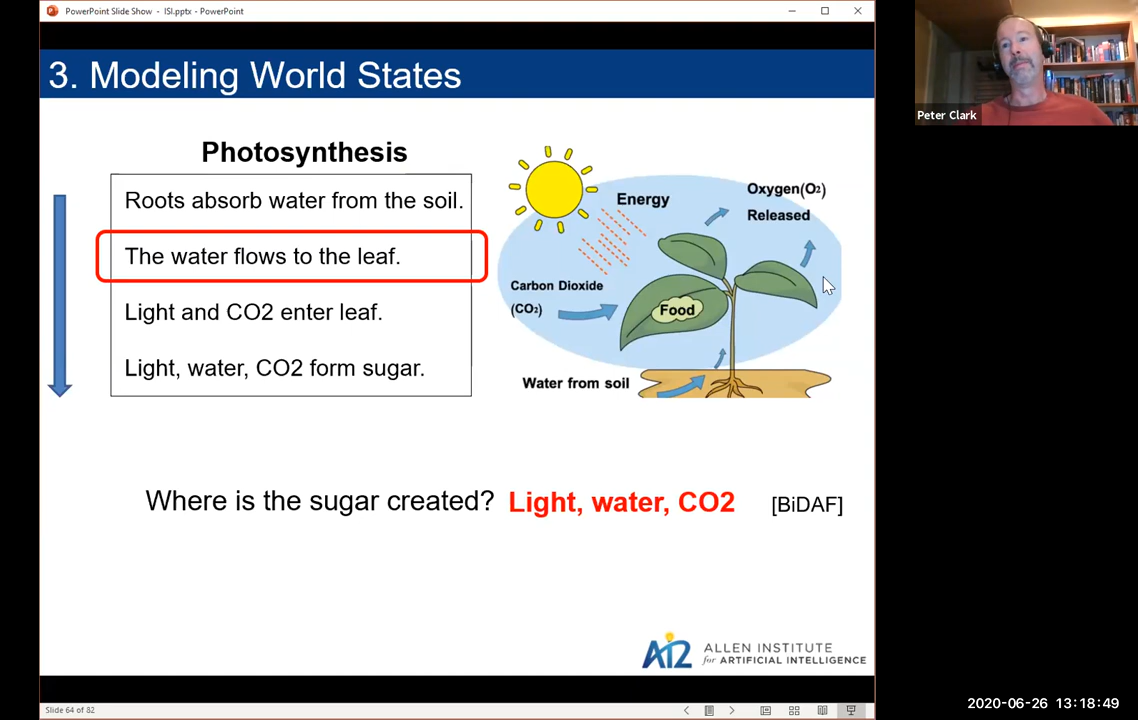 PowerPoint Slide Show - ISI.pptx - PowerPoint
3. Modeling World States
Photosynthesis
Roots absorb water from the soil.
The water flows to the leaf.
Light and CO2 enter leaf.
Light, water, CO2 form sugar.
Energy
Oxygen(O2)
Released
Carbon Dioxide
(CO2)
Food
Water from soil
Where is the sugar created? Light, water, CO2 [BiDAF]
AI2 ALLEN INSTITUTE
for ARTIFICIAL INTELLIGENCE
Slide 64 of 82
Peter Clark
2020-06-26 13:18:49